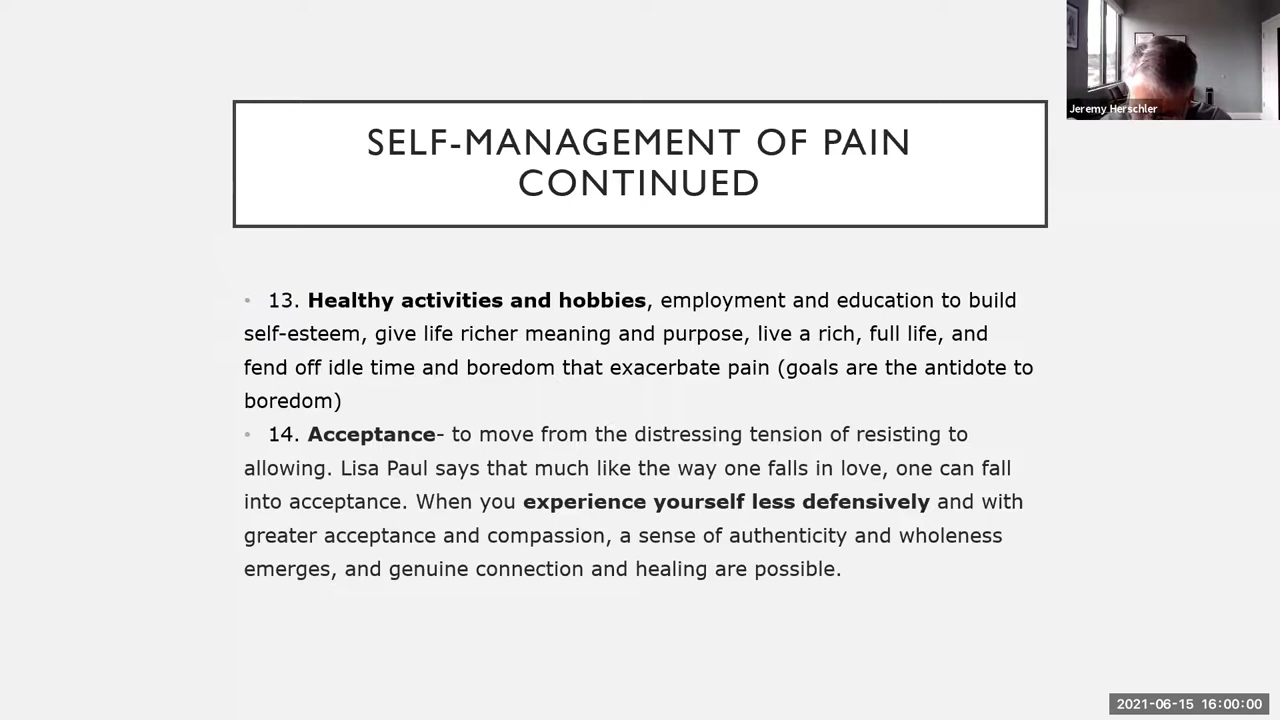 Jeremy Herschler
SELF-MANAGEMENT OF PAIN
CONTINUED
• 13. Healthy activities and hobbies, employment and education to build
self-esteem, give life richer meaning and purpose, live a rich, full life, and
fend off idle time and boredom that exacerbate pain (goals are the antidote to
boredom)
• 14. Acceptance- to move from the distressing tension of resisting to
allowing. Lisa Paul says that much like the way one falls in love, one can fall
into acceptance. When you experience yourself less defensively and with
greater acceptance and compassion, a sense of authenticity and wholeness
emerges, and genuine connection and healing are possible.
2021-06-15 16:00:00